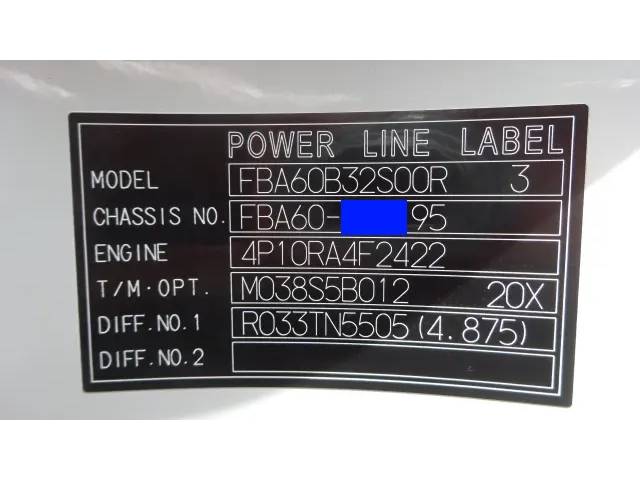 POWER LINE LABEL
MODEL FBA60B32S00R 3
CHASSIS NO. FBA60- 95
ENGINE 4P10RA4F2422
T/M·OPT. M038S5B012 20X
DIFF.NO.1 R033TN5505(4.875)
DIFF.NO.2